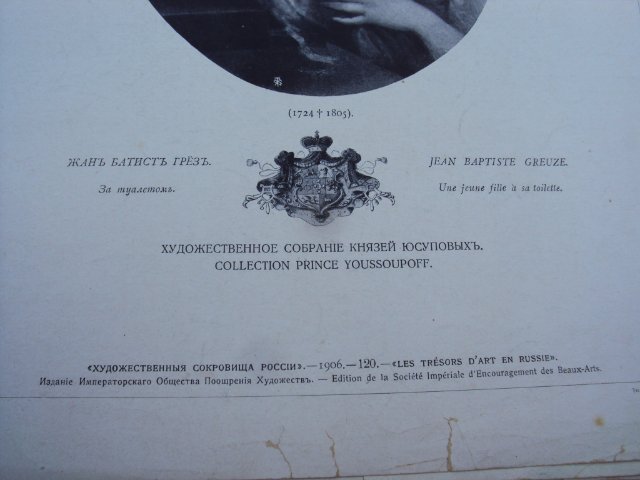 (1724 † 1805).
ЖАНЪ БАТИСТЪ ГРЁЗЪ.
За туалетомъ.
JEAN BAPTISTE GREUZE.
Une jeune fille à sa toilette.
ХУДОЖЕСТВЕННОЕ СОБРАНІЕ КНЯЗЕЙ ЮСУПОВЫХЪ.
COLLECTION PRINCE YOUSSOUPOFF.
«ХУДОЖЕСТВЕННЫЯ СОКРОВИЩА РОССІИ».—1906.—120.—«LES TRÉSORS D'ART EN RUSSIE».
Изданіе Императорскаго Общества Поощренія Художествъ. — Edition de la Société Impériale d'Encouragement des Beaux-Arts.